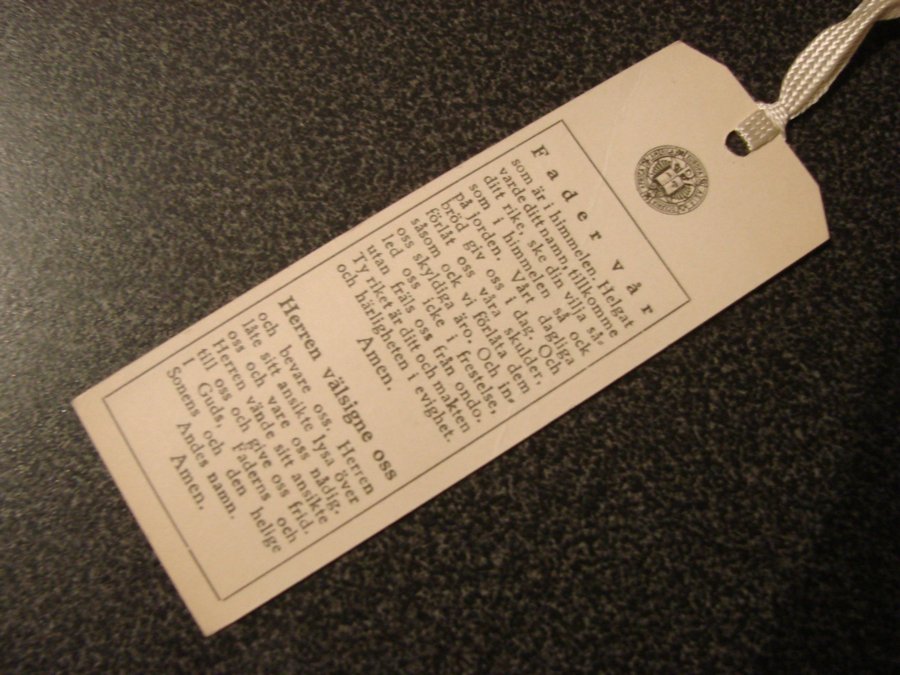 Fader vår
som är i himmelen. Helgat
varde ditt namn, tillkomme
ditt rike, ske din vilja så-
som i himmelen så ock
på jorden. Vårt dagliga
bröd giv oss i dag. Och
förlåt oss våra skulder,
såsom ock vi förlåta dem
oss skyldiga äro. Och in-
led oss icke i frestelse,
utan fräls oss från ondo.
Ty riket är ditt och makten
och härligheten i evighet.
Amen.
Herren välsigne oss
och bevare oss. Herren
låte sitt ansikte lysa över
oss och vare oss nådig.
Herren vände sitt ansikte
till oss och give oss frid.
I Guds, Faderns och
Sonens och den helige
Andes namn.
Amen.